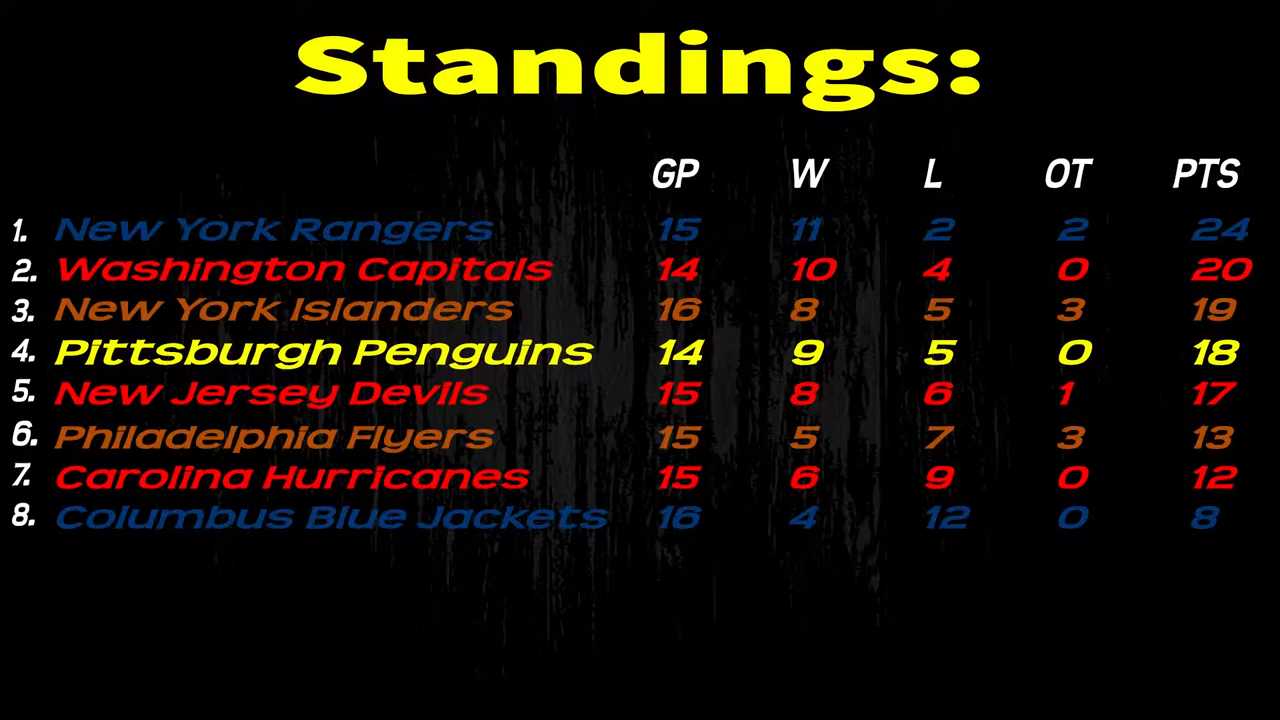 Standings:
GP W L OT PTS
1. New York Rangers 15 11 2 2 24
2. Washington Capitals 14 10 4 0 20
3. New York Islanders 16 8 5 3 19
4. Pittsburgh Penguins 14 9 5 0 18
5. New Jersey Devils 15 8 6 1 17
6. Philadelphia Flyers 15 5 7 3 13
7. Carolina Hurricanes 15 6 9 0 12
8. Columbus Blue Jackets 16 4 12 0 8